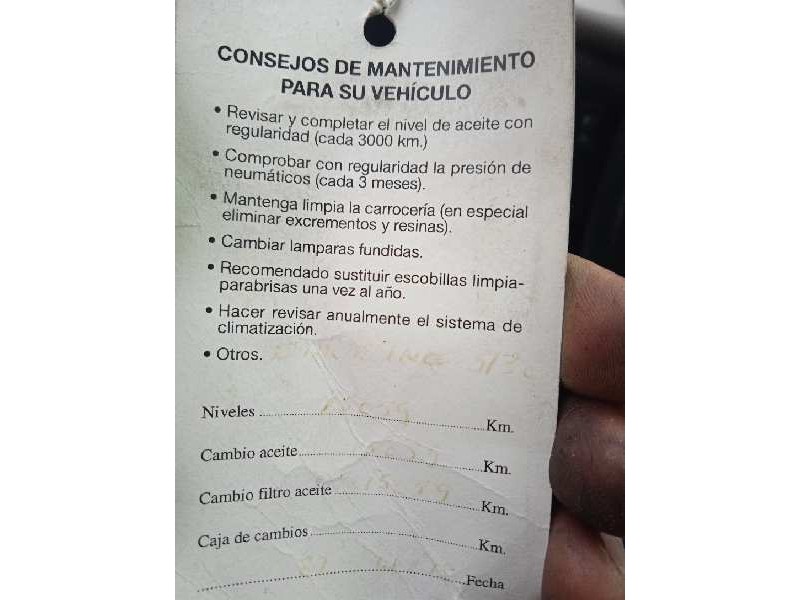 CONSEJOS DE MANTENIMIENTO
PARA SU VEHÍCULO
• Revisar y completar el nivel de aceite con
regularidad (cada 3000 km.)
• Comprobar con regularidad la presión de
neumáticos (cada 3 meses).
• Mantenga limpia la carrocería (en especial
eliminar excrementos y resinas).
• Cambiar lamparas fundidas.
• Recomendado sustituir escobillas limpia-
parabrisas una vez al año.
• Hacer revisar anualmente el sistema de
climatización.
• Otros.
Niveles ........ Km.
Cambio aceite ........ Km.
Cambio filtro aceite ........ Km.
Caja de cambios ........ Km.
........ Fecha